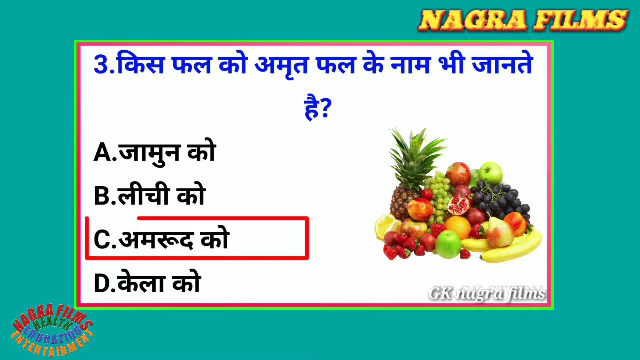 NAGRA FILMS
3.किस फल को अमृत फल के नाम भी जानते
है?
A.जामुन को
B.लीची को
C.अमरूद को
D.केला को
GK nagra films
NAGRA FILMS
HEALTH
EDUCATION
ENTERTAINMENT